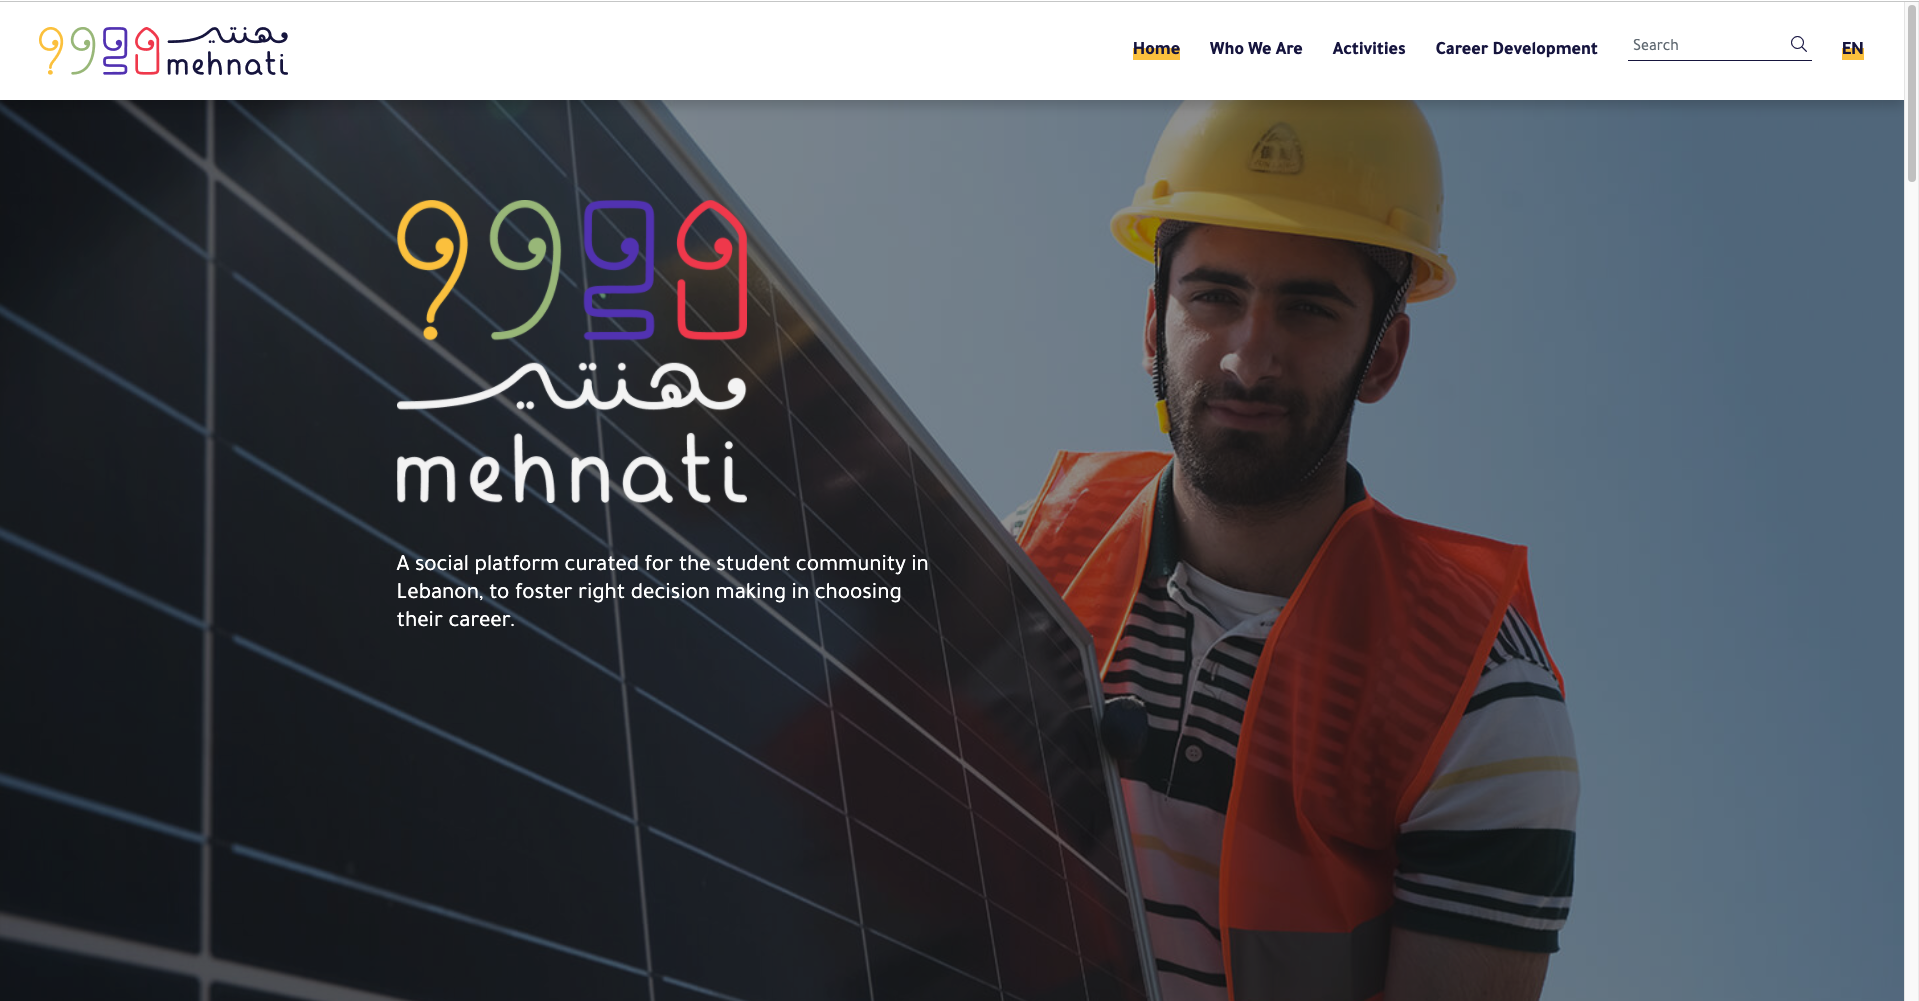 مهنتي
mehnati
Home
Who We Are
Activities
Career Development
Search
EN
مهنتي
mehnati
A social platform curated for the student community in
Lebanon, to foster right decision making in choosing
their career.